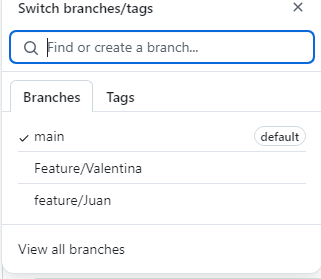 Switch branches/tags
Find or create a branch...
Branches Tags
main default
Feature/Valentina
feature/Juan
View all branches